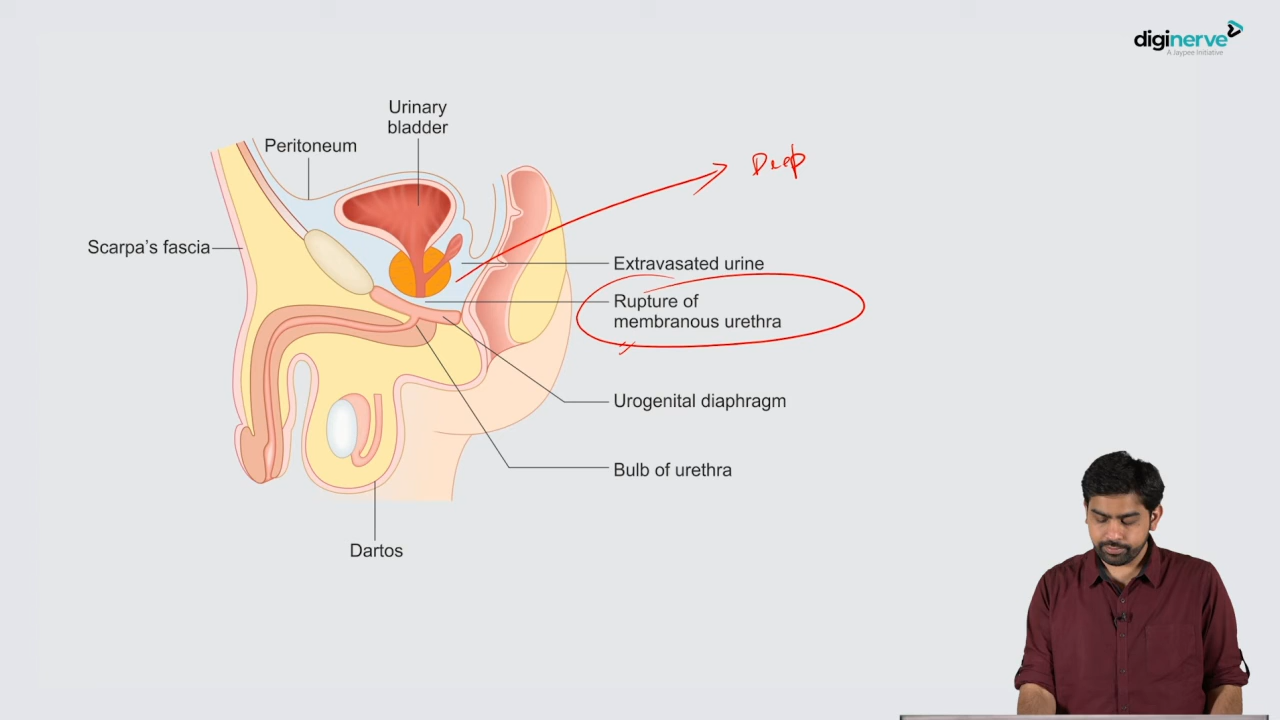 diginerve
A Jaypee Initiative
Urinary
bladder
Peritoneum
Deep
Scarpa's fascia
Extravasated urine
Rupture of
membranous urethra
Urogenital diaphragm
Bulb of urethra
Dartos